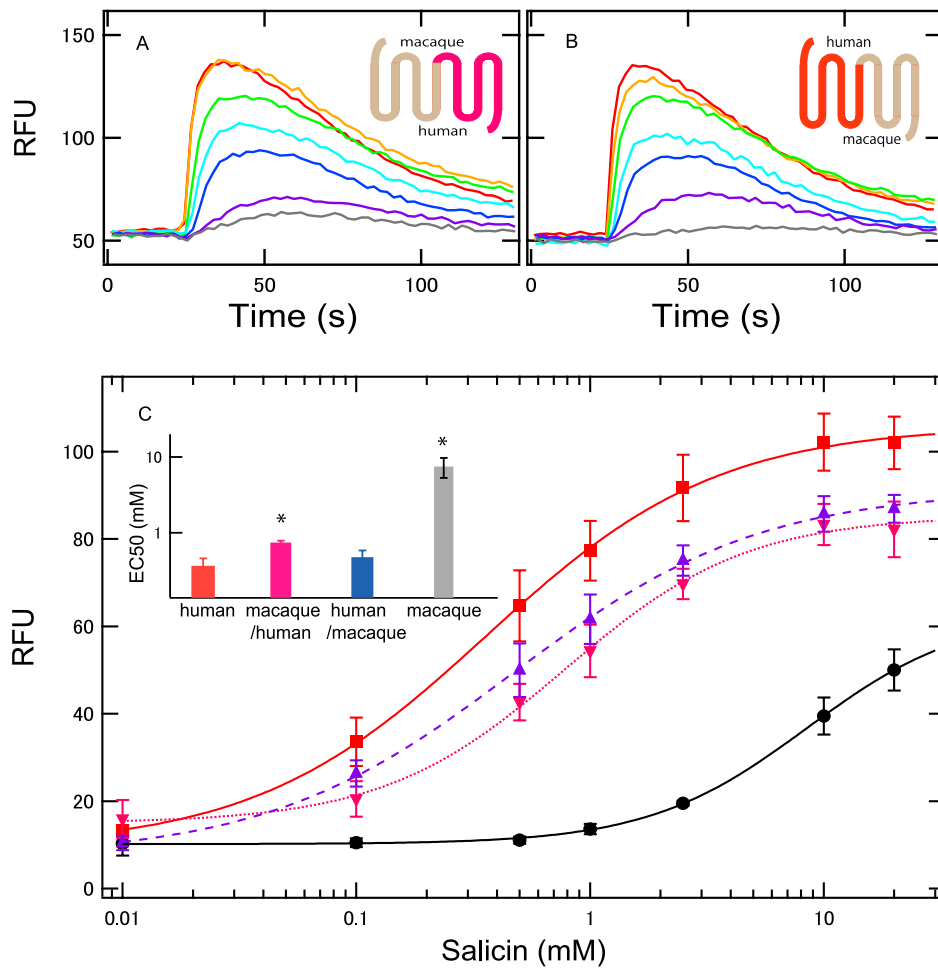 A
macaque
human
150
100
50
RFU
0
50
100
Time (s)
B
human
macaque
0
50
100
Time (s)
C
*
*
10
1
EC50 (mM)
human
macaque
/human
human
/macaque
macaque
100
80
60
40
20
0
RFU
0.01
0.1
1
10
Salicin (mM)